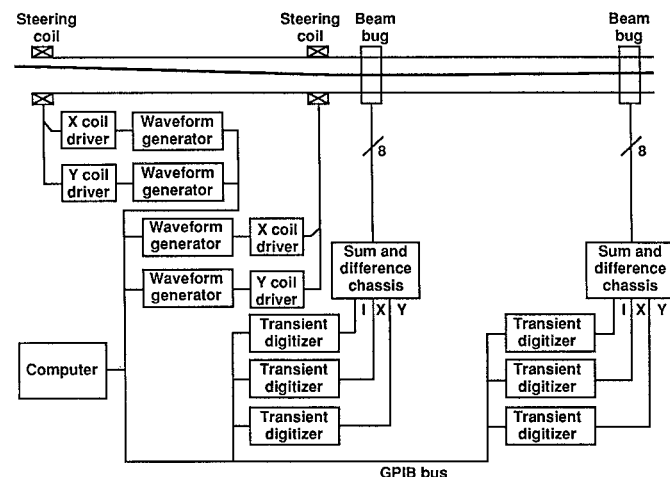 Steering
coil
Steering
coil
Beam
bug
Beam
bug
X coil
driver
Waveform
generator
8
8
Y coil
driver
Waveform
generator
Waveform
generator
X coil
driver
Sum and
difference
chassis
Sum and
difference
chassis
Waveform
generator
Y coil
driver
I X Y
I X Y
Transient
digitizer
Transient
digitizer
Computer
Transient
digitizer
Transient
digitizer
Transient
digitizer
Transient
digitizer
GPIB bus